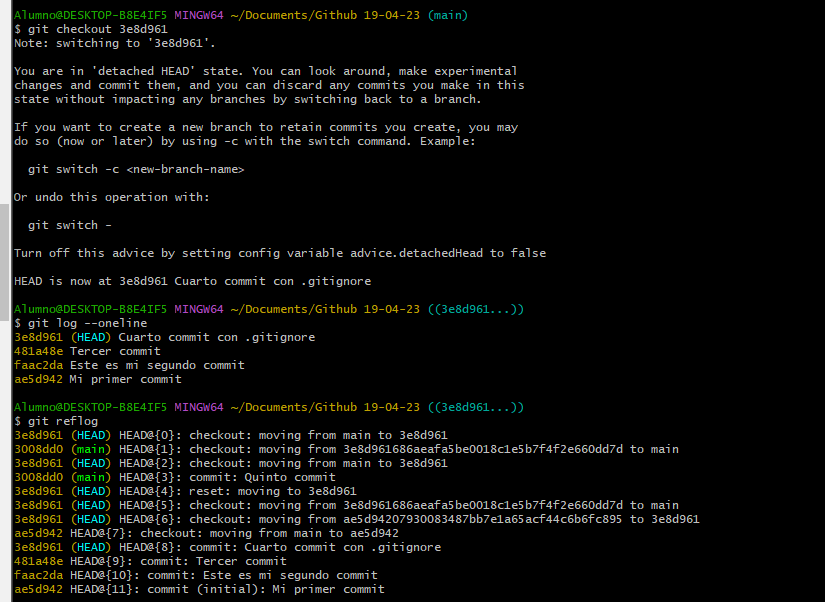 Alumno@DESKTOP-B8E4IF5 MINGW64 ~/Documents/Github 19-04-23 (main)
$ git checkout 3e8d961
Note: switching to '3e8d961'.
You are in 'detached HEAD' state. You can look around, make experimental
changes and commit them, and you can discard any commits you make in this
state without impacting any branches by switching back to a branch.
If you want to create a new branch to retain commits you create, you may
do so (now or later) by using -c with the switch command. Example:
git switch -c <new-branch-name>
Or undo this operation with:
git switch -
Turn off this advice by setting config variable advice.detachedHead to false
HEAD is now at 3e8d961 Cuarto commit con .gitignore
Alumno@DESKTOP-B8E4IF5 MINGW64 ~/Documents/Github 19-04-23 ((3e8d961...))
$ git log --oneline
3e8d961 (HEAD) Cuarto commit con .gitignore
481a48e Tercer commit
faac2da Este es mi segundo commit
ae5d942 Mi primer commit
Alumno@DESKTOP-B8E4IF5 MINGW64 ~/Documents/Github 19-04-23 ((3e8d961...))
$ git reflog
3e8d961 (HEAD) HEAD@{0}: checkout: moving from main to 3e8d961
3008dd0 (main) HEAD@{1}: checkout: moving from 3e8d961686aeafa5be0018c1e5b7f4f2e660dd7d to main
3e8d961 (HEAD) HEAD@{2}: checkout: moving from main to 3e8d961
3008dd0 (main) HEAD@{3}: commit: Quinto commit
3e8d961 (HEAD) HEAD@{4}: reset: moving to 3e8d961
3e8d961 (HEAD) HEAD@{5}: checkout: moving from 3e8d961686aeafa5be0018c1e5b7f4f2e660dd7d to main
3e8d961 (HEAD) HEAD@{6}: checkout: moving from ae5d94207930083487bb7e1a65acf44c6b6fc895 to 3e8d961
ae5d942 HEAD@{7}: checkout: moving from main to ae5d942
3e8d961 (HEAD) HEAD@{8}: commit: Cuarto commit con .gitignore
481a48e HEAD@{9}: commit: Tercer commit
faac2da HEAD@{10}: commit: Este es mi segundo commit
ae5d942 HEAD@{11}: commit (initial): Mi primer commit